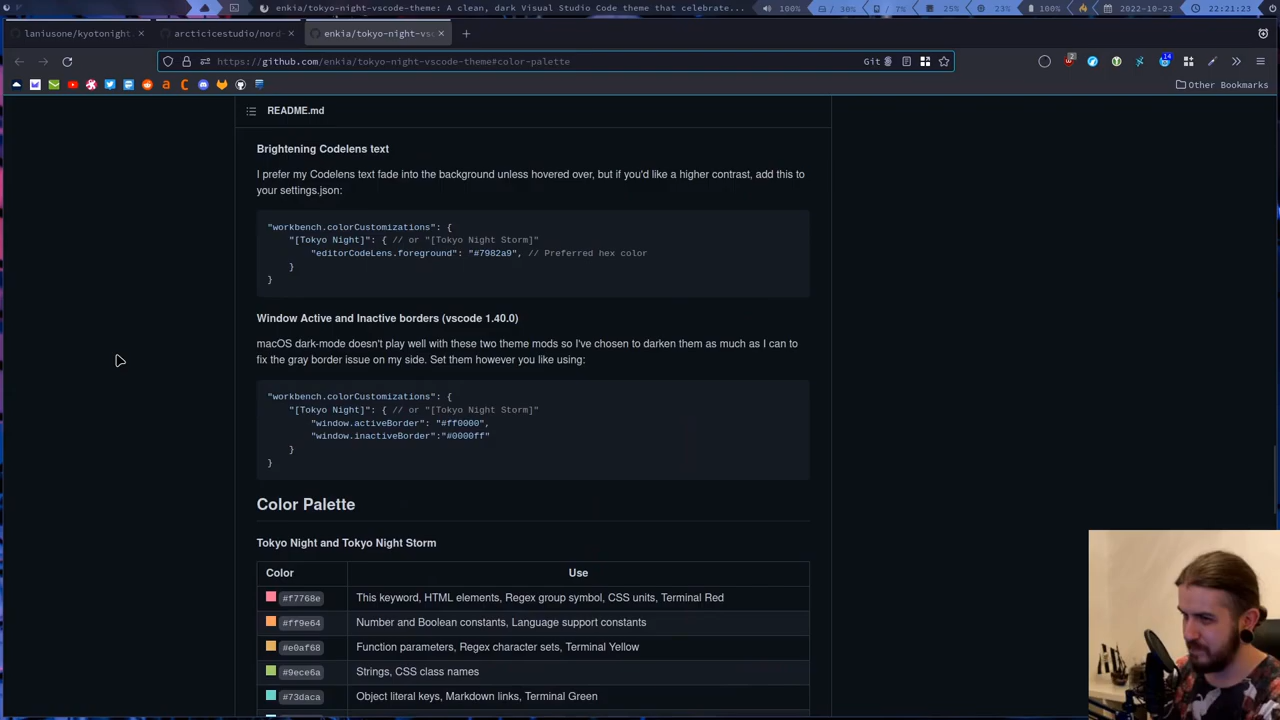 enkia/tokyo-night-vscode-theme: A clean, dark Visual Studio Code theme that celebrate...
100%
30%
7%
25%
23%
100%
2022-10-23
22:21:23
laniusone/kyotonight
arcticicestudio/nord-
enkia/tokyo-night-vsc
https://github.com/enkia/tokyo-night-vscode-theme#color-palette
Git
2
14
Other Bookmarks
README.md
Brightening Codelens text
I prefer my Codelens text fade into the background unless hovered over, but if you'd like a higher contrast, add this to
your settings.json:
"workbench.colorCustomizations": {
"[Tokyo Night]": { // or "[Tokyo Night Storm]"
"editorCodeLens.foreground": "#7982a9", // Preferred hex color
}
}
Window Active and Inactive borders (vscode 1.40.0)
macOS dark-mode doesn't play well with these two theme mods so I've chosen to darken them as much as I can to
fix the gray border issue on my side. Set them however you like using:
"workbench.colorCustomizations": {
"[Tokyo Night]": { // or "[Tokyo Night Storm]"
"window.activeBorder": "#ff0000",
"window.inactiveBorder":"#0000ff"
}
}
Color Palette
Tokyo Night and Tokyo Night Storm
Color Use
#f7768e This keyword, HTML elements, Regex group symbol, CSS units, Terminal Red
#ff9e64 Number and Boolean constants, Language support constants
#e0af68 Function parameters, Regex character sets, Terminal Yellow
#9ece6a Strings, CSS class names
#73daca Object literal keys, Markdown links, Terminal Green